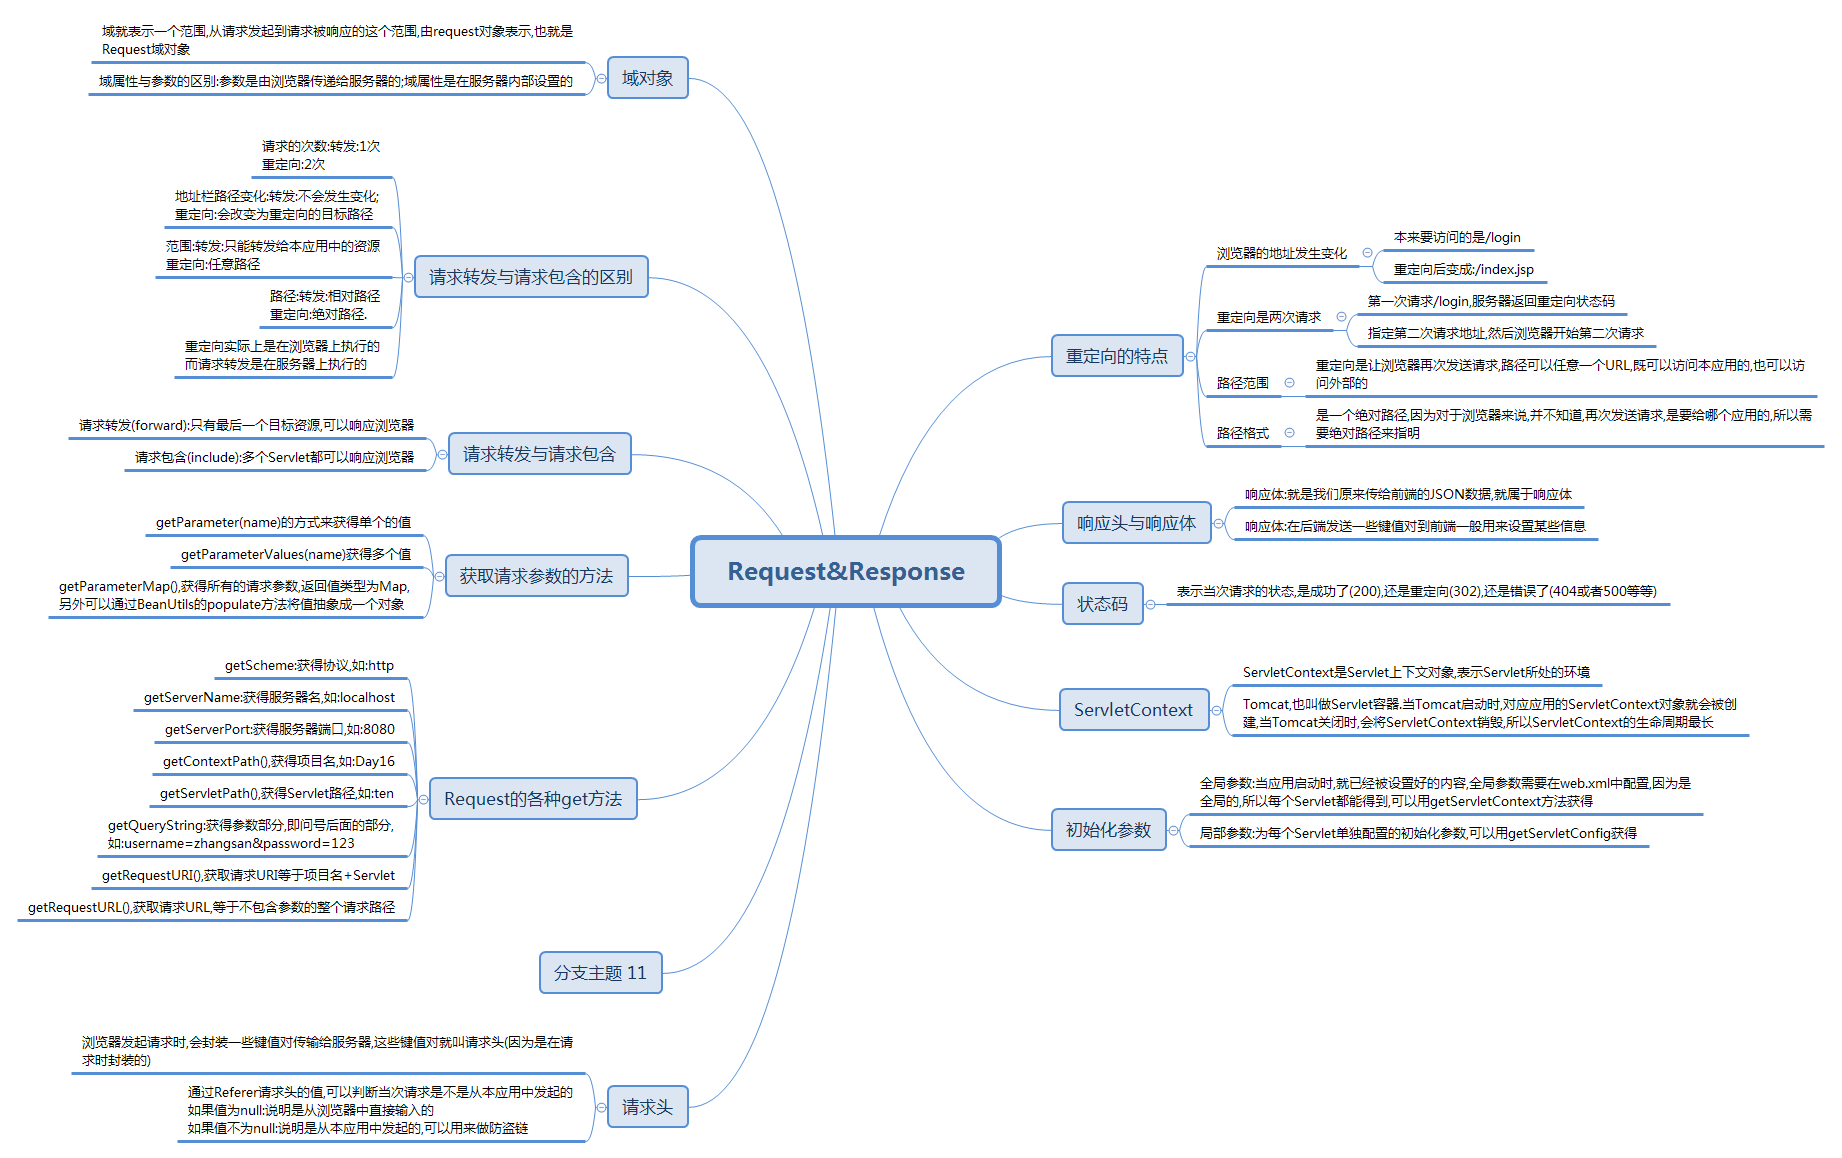 Request&Response
重定向的特点
浏览器的地址发生变化
本来要访问的是/login
重定向后变成:/index.jsp
重定向是两次请求
第一次请求/login,服务器返回重定向状态码
指定第二次请求地址,然后浏览器开始第二次请求
路径范围
重定向是让浏览器再次发送请求,路径可以任意一个URL,既可以访问本应用的,也可以访
问外部的
路径格式
是一个绝对路径,因为对于浏览器来说,并不知道,再次发送请求,是要给哪个应用的,所以需
要绝对路径来指明
响应头与响应体
响应体:就是我们原来传给前端的JSON数据,就属于响应体
响应体:在后端发送一些键值对到前端一般用来设置某些信息
状态码
表示当次请求的状态,是成功了(200),还是重定向(302),还是错误了(404或者500等等)
ServletContext
ServletContext是Servlet上下文对象,表示Servlet所处的环境
Tomcat,也叫做Servlet容器.当Tomcat启动时,对应应用的ServletContext对象就会被创
建,当Tomcat关闭时,会将ServletContext销毁,所以ServletContext的生命周期最长
初始化参数
全局参数:当应用启动时,就已经被设置好的内容,全局参数需要在web.xml中配置,因为是
全局的,所以每个Servlet都能得到,可以用getServletContext方法获得
局部参数:为每个Servlet单独配置的初始化参数,可以用getServletConfig获得
域对象
域就表示一个范围,从请求发起到请求被响应的这个范围,由request对象表示,也就是
Request域对象
域属性与参数的区别:参数是由浏览器传递给服务器的;域属性是在服务器内部设置的
请求转发与请求包含的区别
请求的次数:转发:1次
重定向:2次
地址栏路径变化:转发:不会发生变化;
重定向:会改变为重定向的目标路径
范围:转发:只能转发给本应用中的资源
重定向:任意路径
路径:转发:相对路径
重定向:绝对路径.
重定向实际上是在浏览器上执行的
而请求转发是在服务器上执行的
请求转发与请求包含
请求转发(forward):只有最后一个目标资源,可以响应浏览器
请求包含(include):多个Servlet都可以响应浏览器
获取请求参数的方法
getParameter(name)的方式来获得单个的值
getParameterValues(name)获得多个值
getParameterMap(),获得所有的请求参数,返回值类型为Map,
另外可以通过BeanUtils的populate方法将值抽象成一个对象
Request的各种get方法
getScheme:获得协议,如:http
getServerName:获得服务器名,如:localhost
getServerPort:获得服务器端口,如:8080
getContextPath(),获得项目名,如:Day16
getServletPath(),获得Servlet路径,如:ten
getQueryString:获得参数部分,即问号后面的部分,
如:username=zhangsan&password=123
getRequestURI(),获取请求URI等于项目名+Servlet
getRequestURL(),获取请求URL,等于不包含参数的整个请求路径
分支主题 11
请求头
浏览器发起请求时,会封装一些键值对传输给服务器,这些键值对就叫请求头(因为是在请
求时封装的)
通过Referer请求头的值,可以判断当次请求是不是从本应用中发起的
如果值为null:说明是从浏览器中直接输入的
如果值不为null:说明是从本应用中发起的,可以用来做防盗链